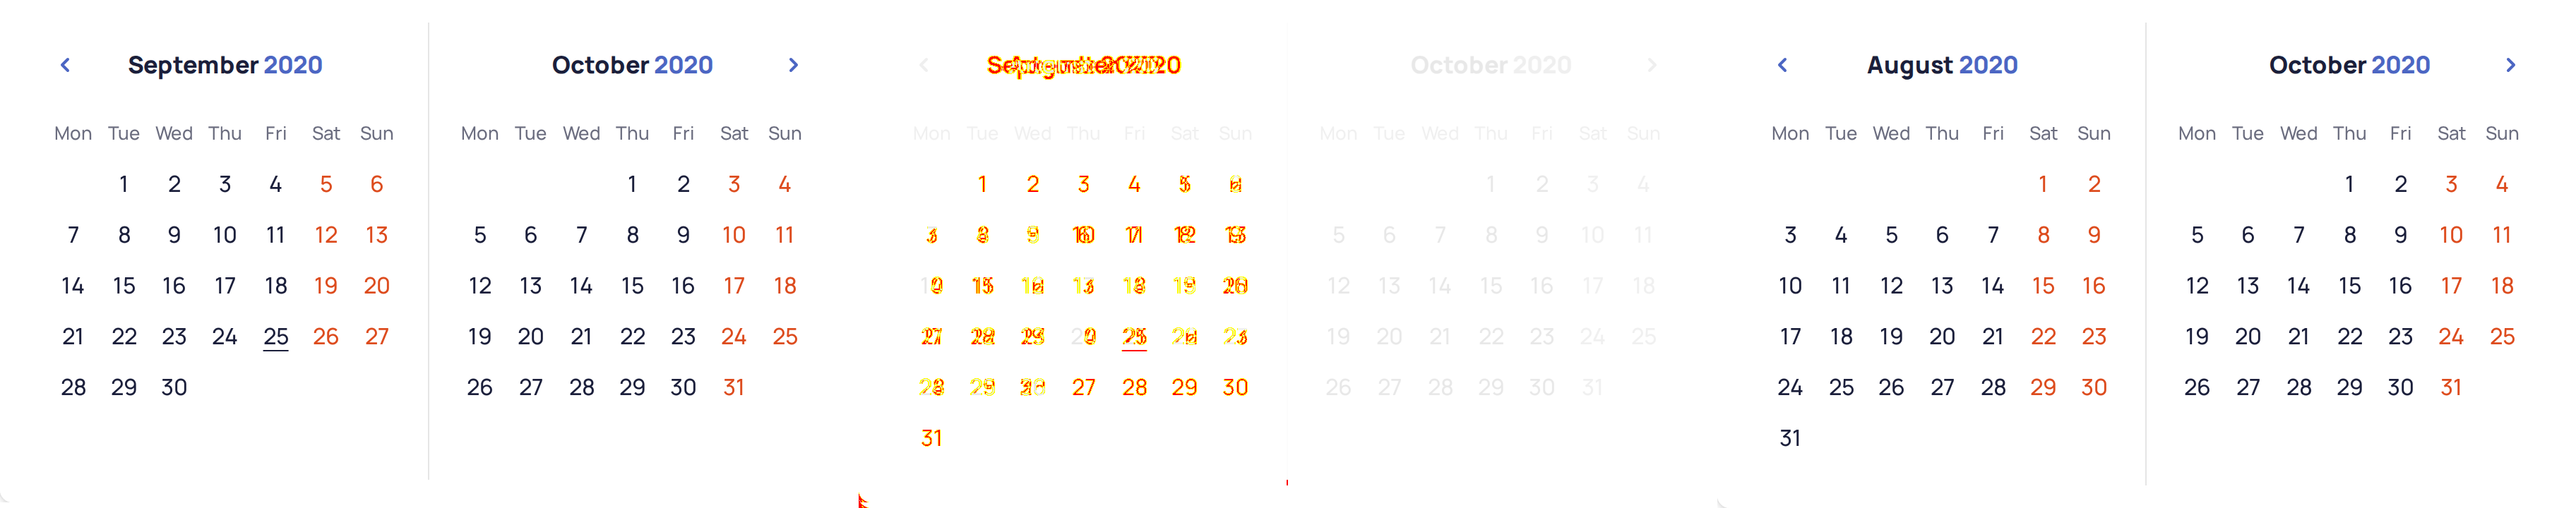 September 2020
Mon Tue Wed Thu Fri Sat Sun
1 2 3 4 5 6
7 8 9 10 11 12 13
14 15 16 17 18 19 20
21 22 23 24 25 26 27
28 29 30
October 2020
Mon Tue Wed Thu Fri Sat Sun
1 2 3 4
5 6 7 8 9 10 11
12 13 14 15 16 17 18
19 20 21 22 23 24 25
26 27 28 29 30 31
Mon Tue Wed Thu Fri Sat Sun
1 2 3 4
27 28 29 30
31
October 2020
Mon Tue Wed Thu Fri Sat Sun
1 2 3 4
5 6 7 8 9 10 11
12 13 14 15 16 17 18
19 20 21 22 23 24 25
26 27 28 29 30 31
August 2020
Mon Tue Wed Thu Fri Sat Sun
1 2
3 4 5 6 7 8 9
10 11 12 13 14 15 16
17 18 19 20 21 22 23
24 25 26 27 28 29 30
31
October 2020
Mon Tue Wed Thu Fri Sat Sun
1 2 3 4
5 6 7 8 9 10 11
12 13 14 15 16 17 18
19 20 21 22 23 24 25
26 27 28 29 30 31